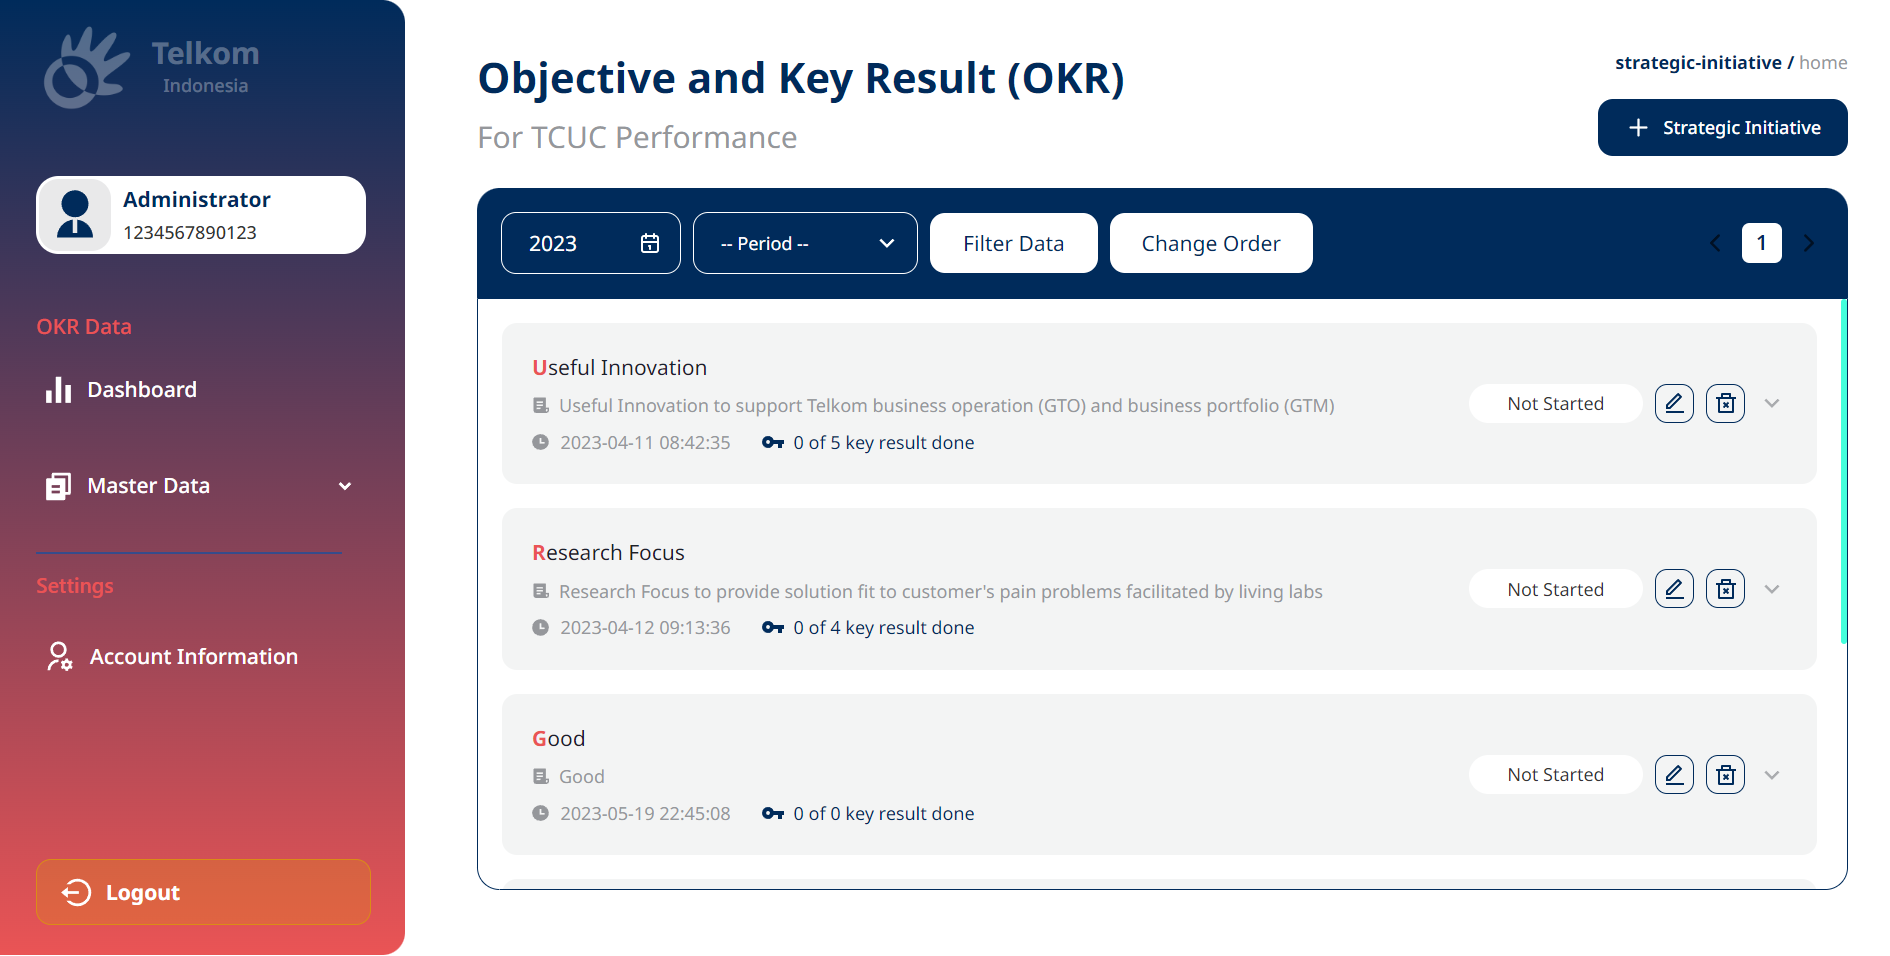 Telkom
Indonesia
Administrator
1234567890123
OKR Data
Dashboard
Master Data
Settings
Account Information
Logout
Objective and Key Result (OKR)
For TCUC Performance
strategic-initiative / home
Strategic Initiative
2023
-- Period --
Filter Data
Change Order
1
Useful Innovation
Useful Innovation to support Telkom business operation (GTO) and business portfolio (GTM)
2023-04-11 08:42:35
0 of 5 key result done
Not Started
Research Focus
Research Focus to provide solution fit to customer's pain problems facilitated by living labs
2023-04-12 09:13:36
0 of 4 key result done
Not Started
Good
Good
2023-05-19 22:45:08
0 of 0 key result done
Not Started